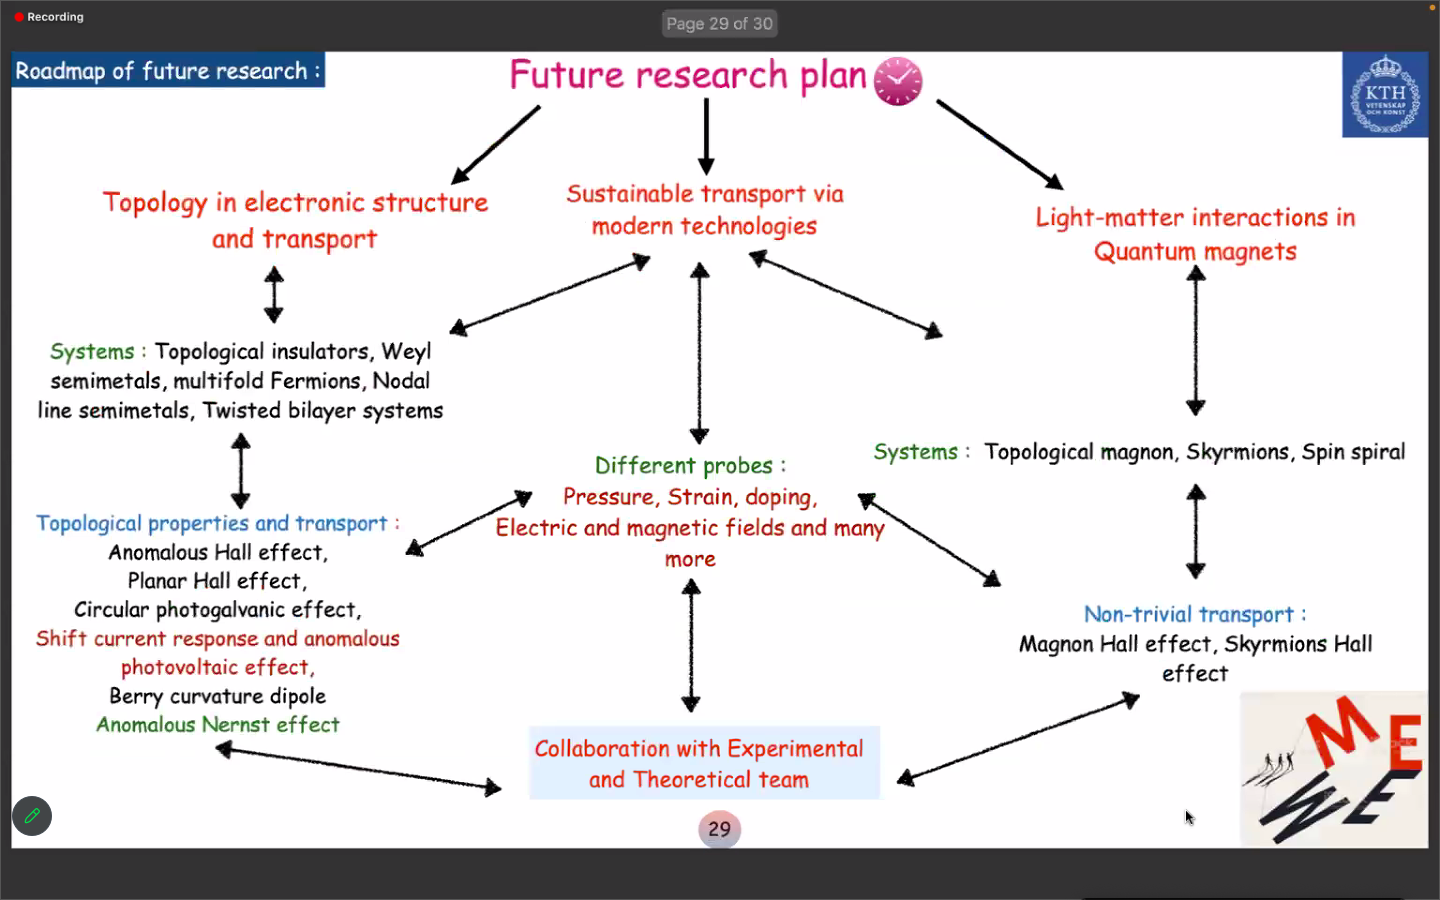 Recording
Page 29 of 30
Roadmap of future research :
Future research plan
KTH
VETENSKAP
OCH KONST
Topology in electronic structure
and transport
Sustainable transport via
modern technologies
Light-matter interactions in
Quantum magnets
Systems : Topological insulators, Weyl
semimetals, multifold Fermions, Nodal
line semimetals, Twisted bilayer systems
Different probes :
Pressure, Strain, doping,
Electric and magnetic fields and many
more
Systems : Topological magnon, Skyrmions, Spin spiral
Topological properties and transport :
Anomalous Hall effect,
Planar Hall effect,
Circular photogalvanic effect,
Shift current response and anomalous
photovoltaic effect,
Berry curvature dipole
Anomalous Nernst effect
Non-trivial transport :
Magnon Hall effect, Skyrmions Hall
effect
Collaboration with Experimental
and Theoretical team
ME
WE
29